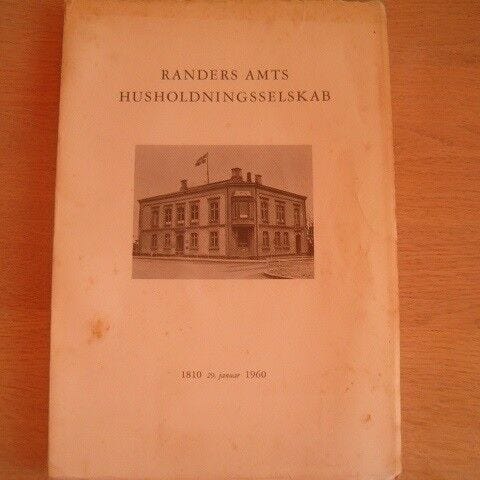 RANDERS AMTS
HUSHOLDNINGSSELSKAB
1810 29. januar 1960